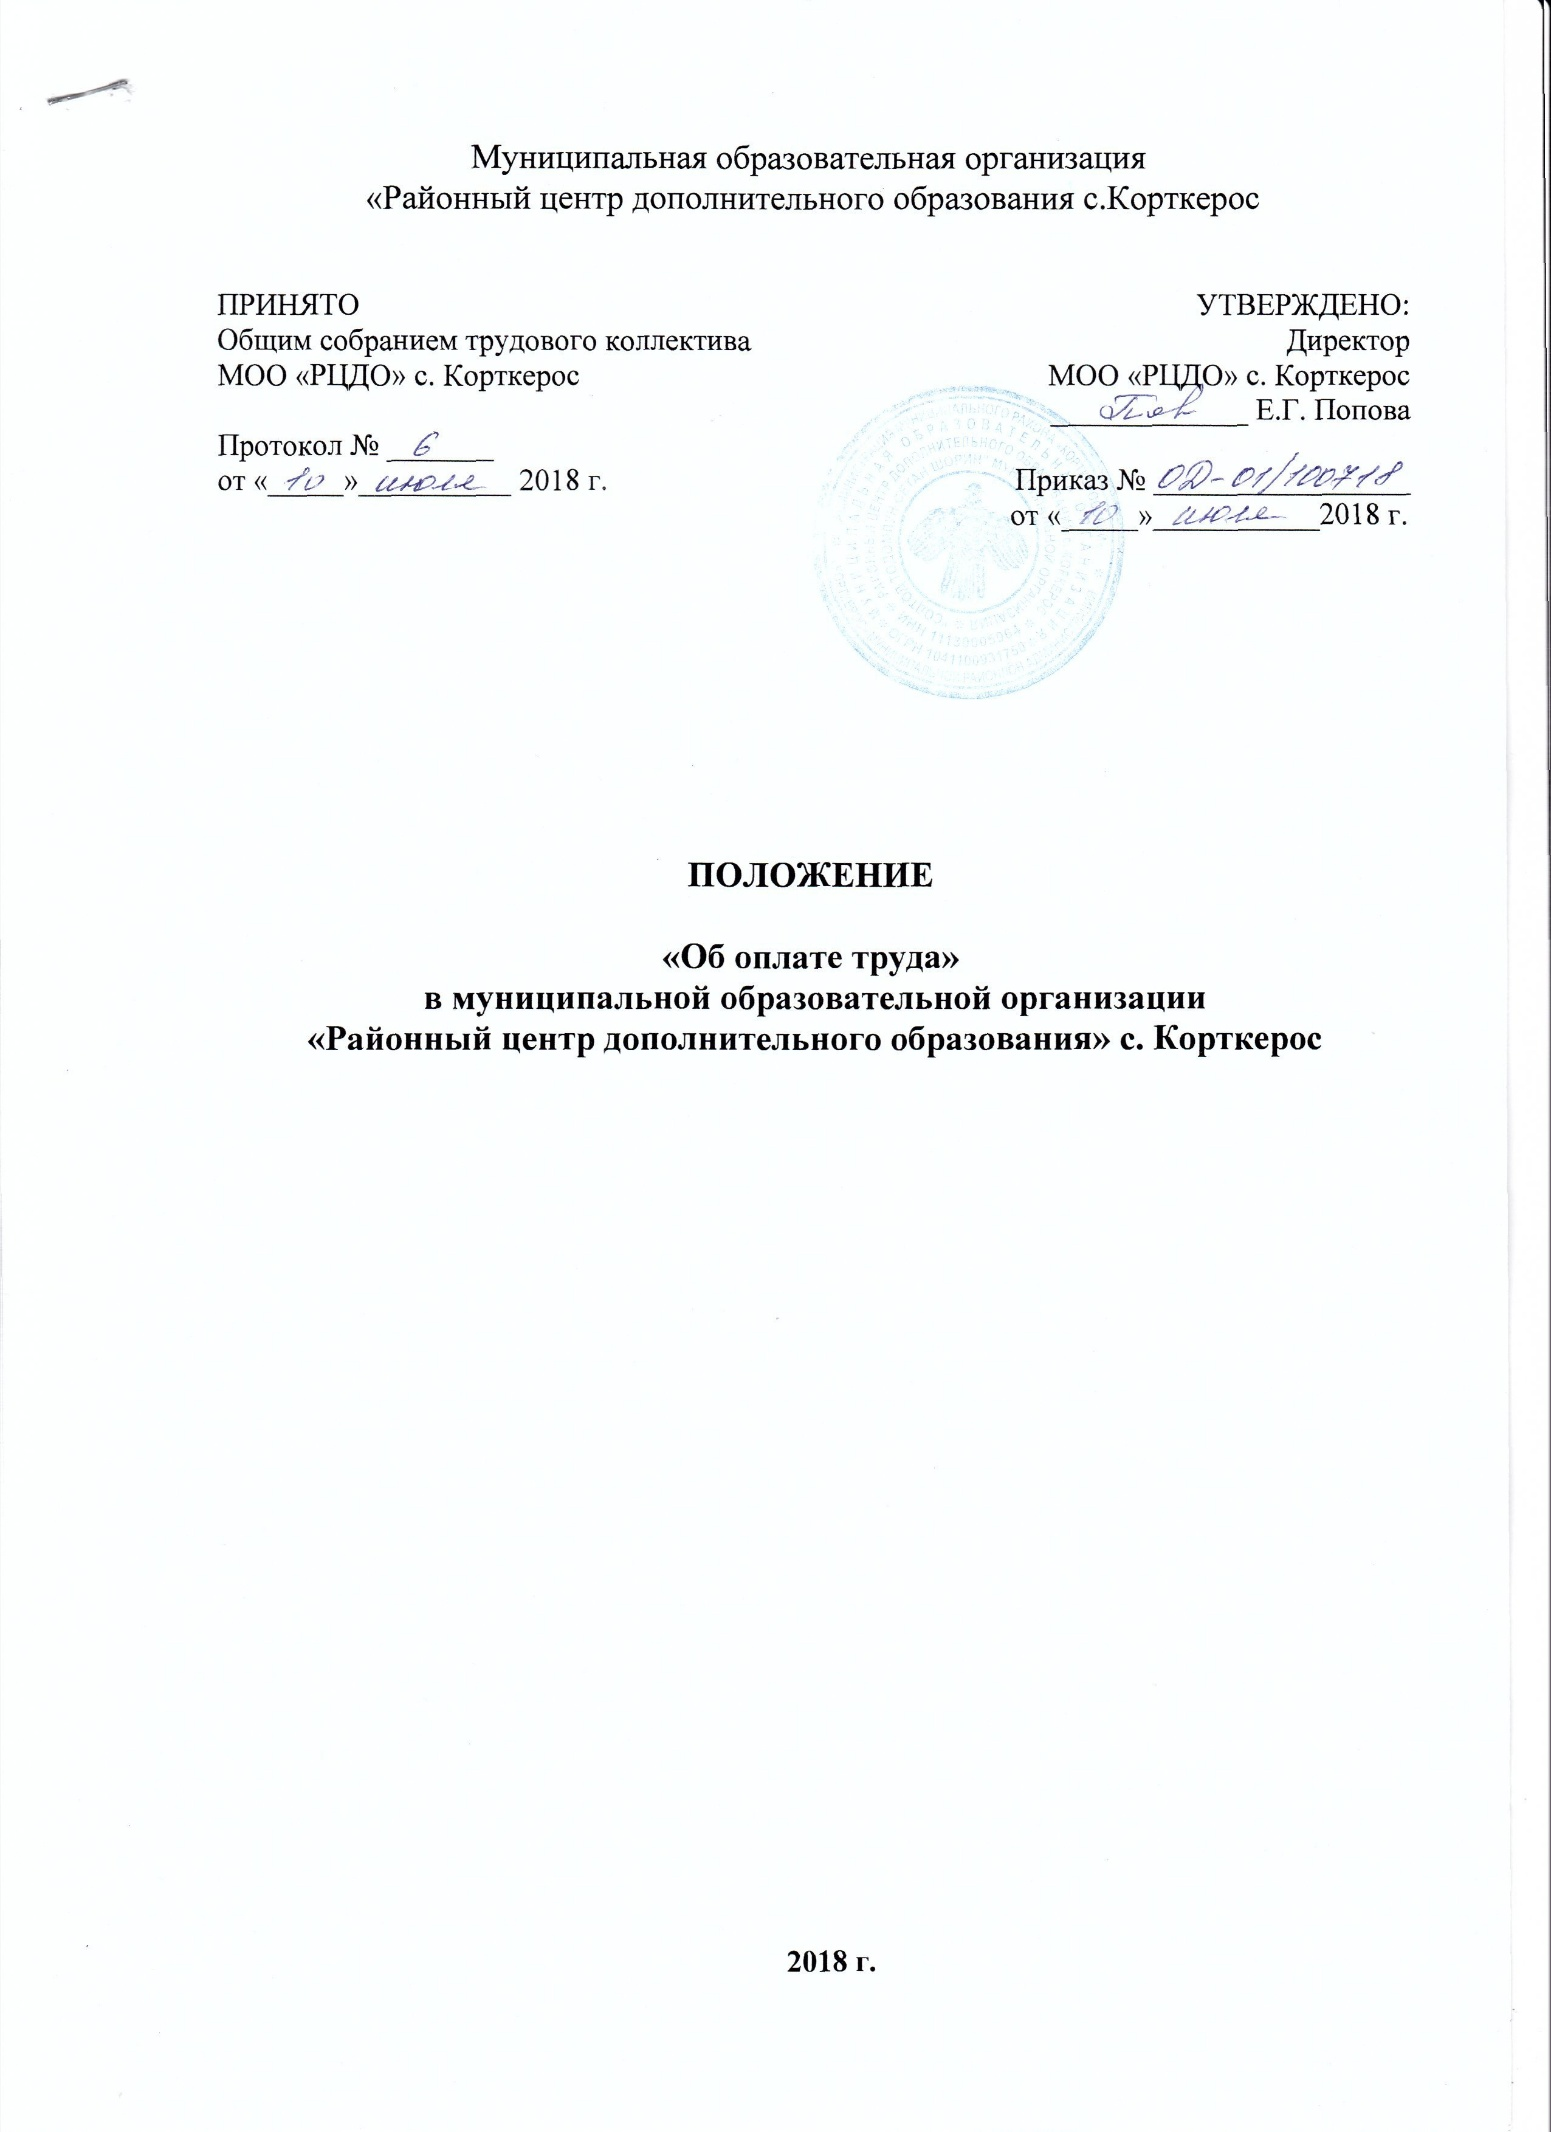 Муниципальная образовательная организация
«Районный центр дополнительного образования с.Корткерос
ПРИНЯТО
Общим собранием трудового коллектива
МОО «РЦДО» с. Корткерос
Протокол № 6
от «10» июля 2018 г.
УТВЕРЖДЕНО:
Директор
МОО «РЦДО» с. Корткерос
Е.Г. Попова
Приказ № ОД-01/100718
от «10» июля 2018 г.
ПОЛОЖЕНИЕ
«Об оплате труда»
в муниципальной образовательной организации
«Районный центр дополнительного образования» с. Корткерос
2018 г.